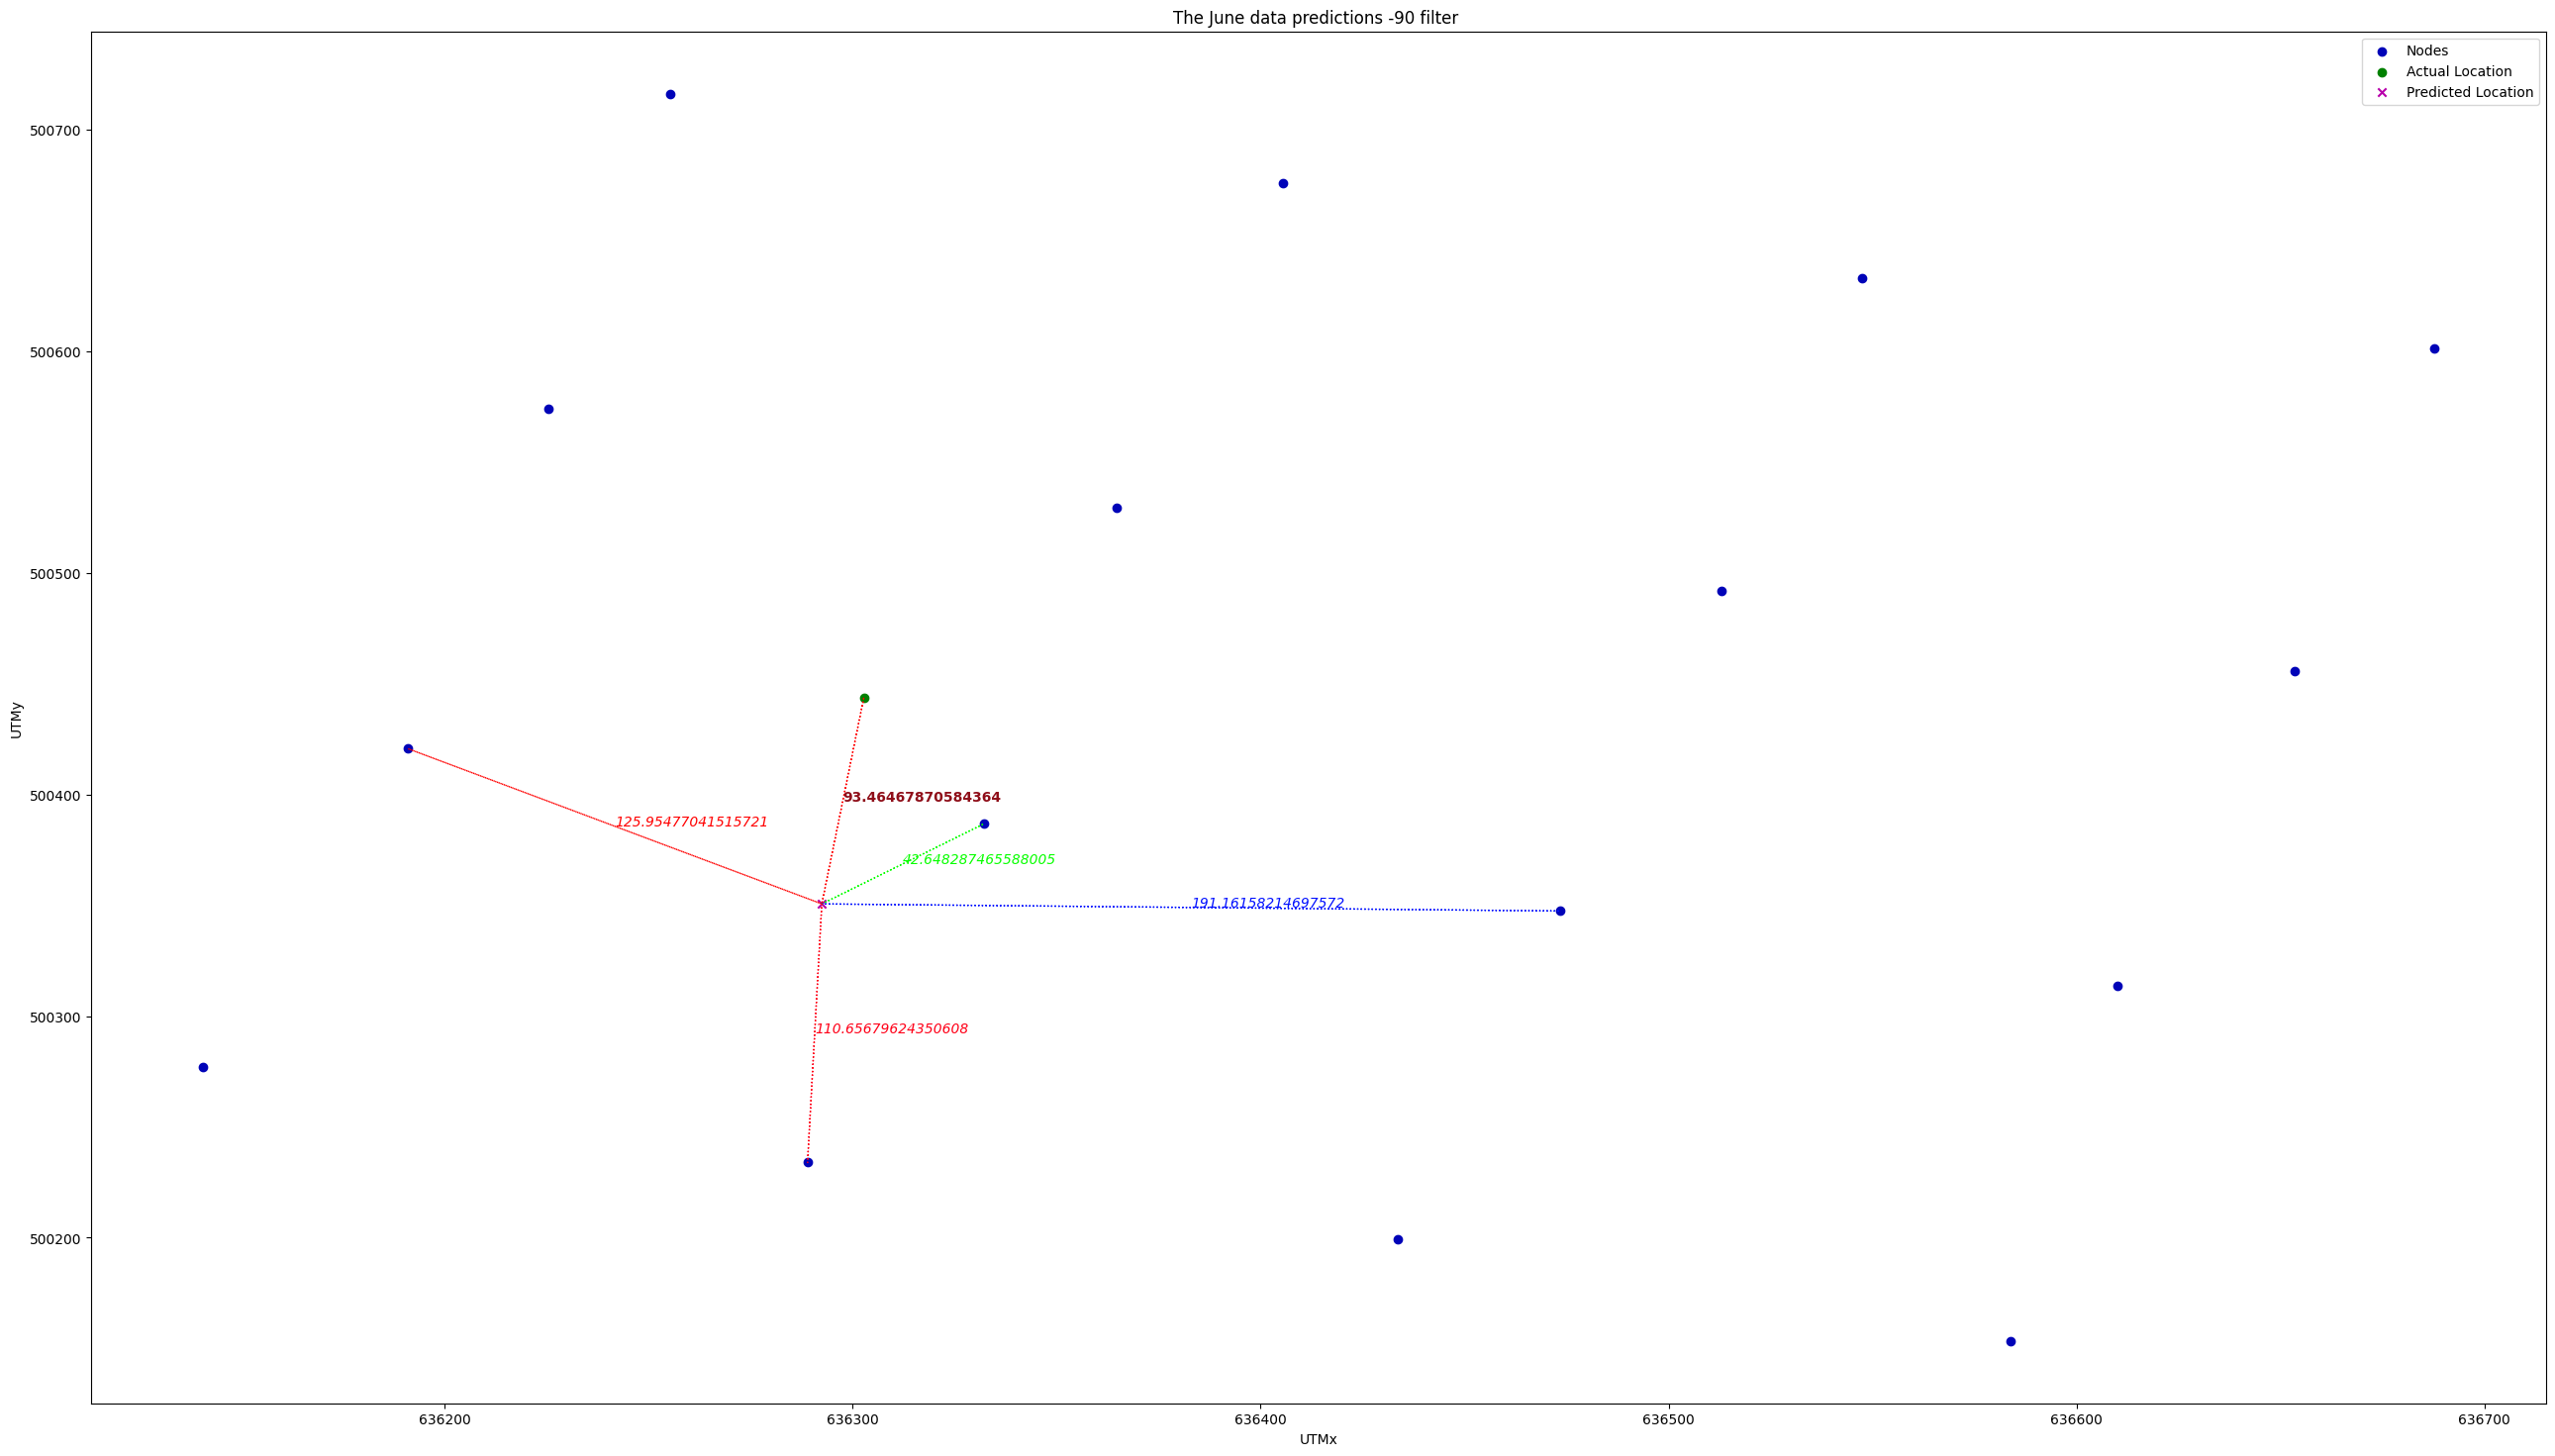 The June data predictions -90 filter
Nodes
Actual Location
Predicted Location
500700
500600
500500
500400
500300
500200
UTMy
93.46467870584364
125.95477041515721
42.648287465588005
191.16158214697572
110.65679624350608
636200
636300
636400
636500
636600
636700
UTMx